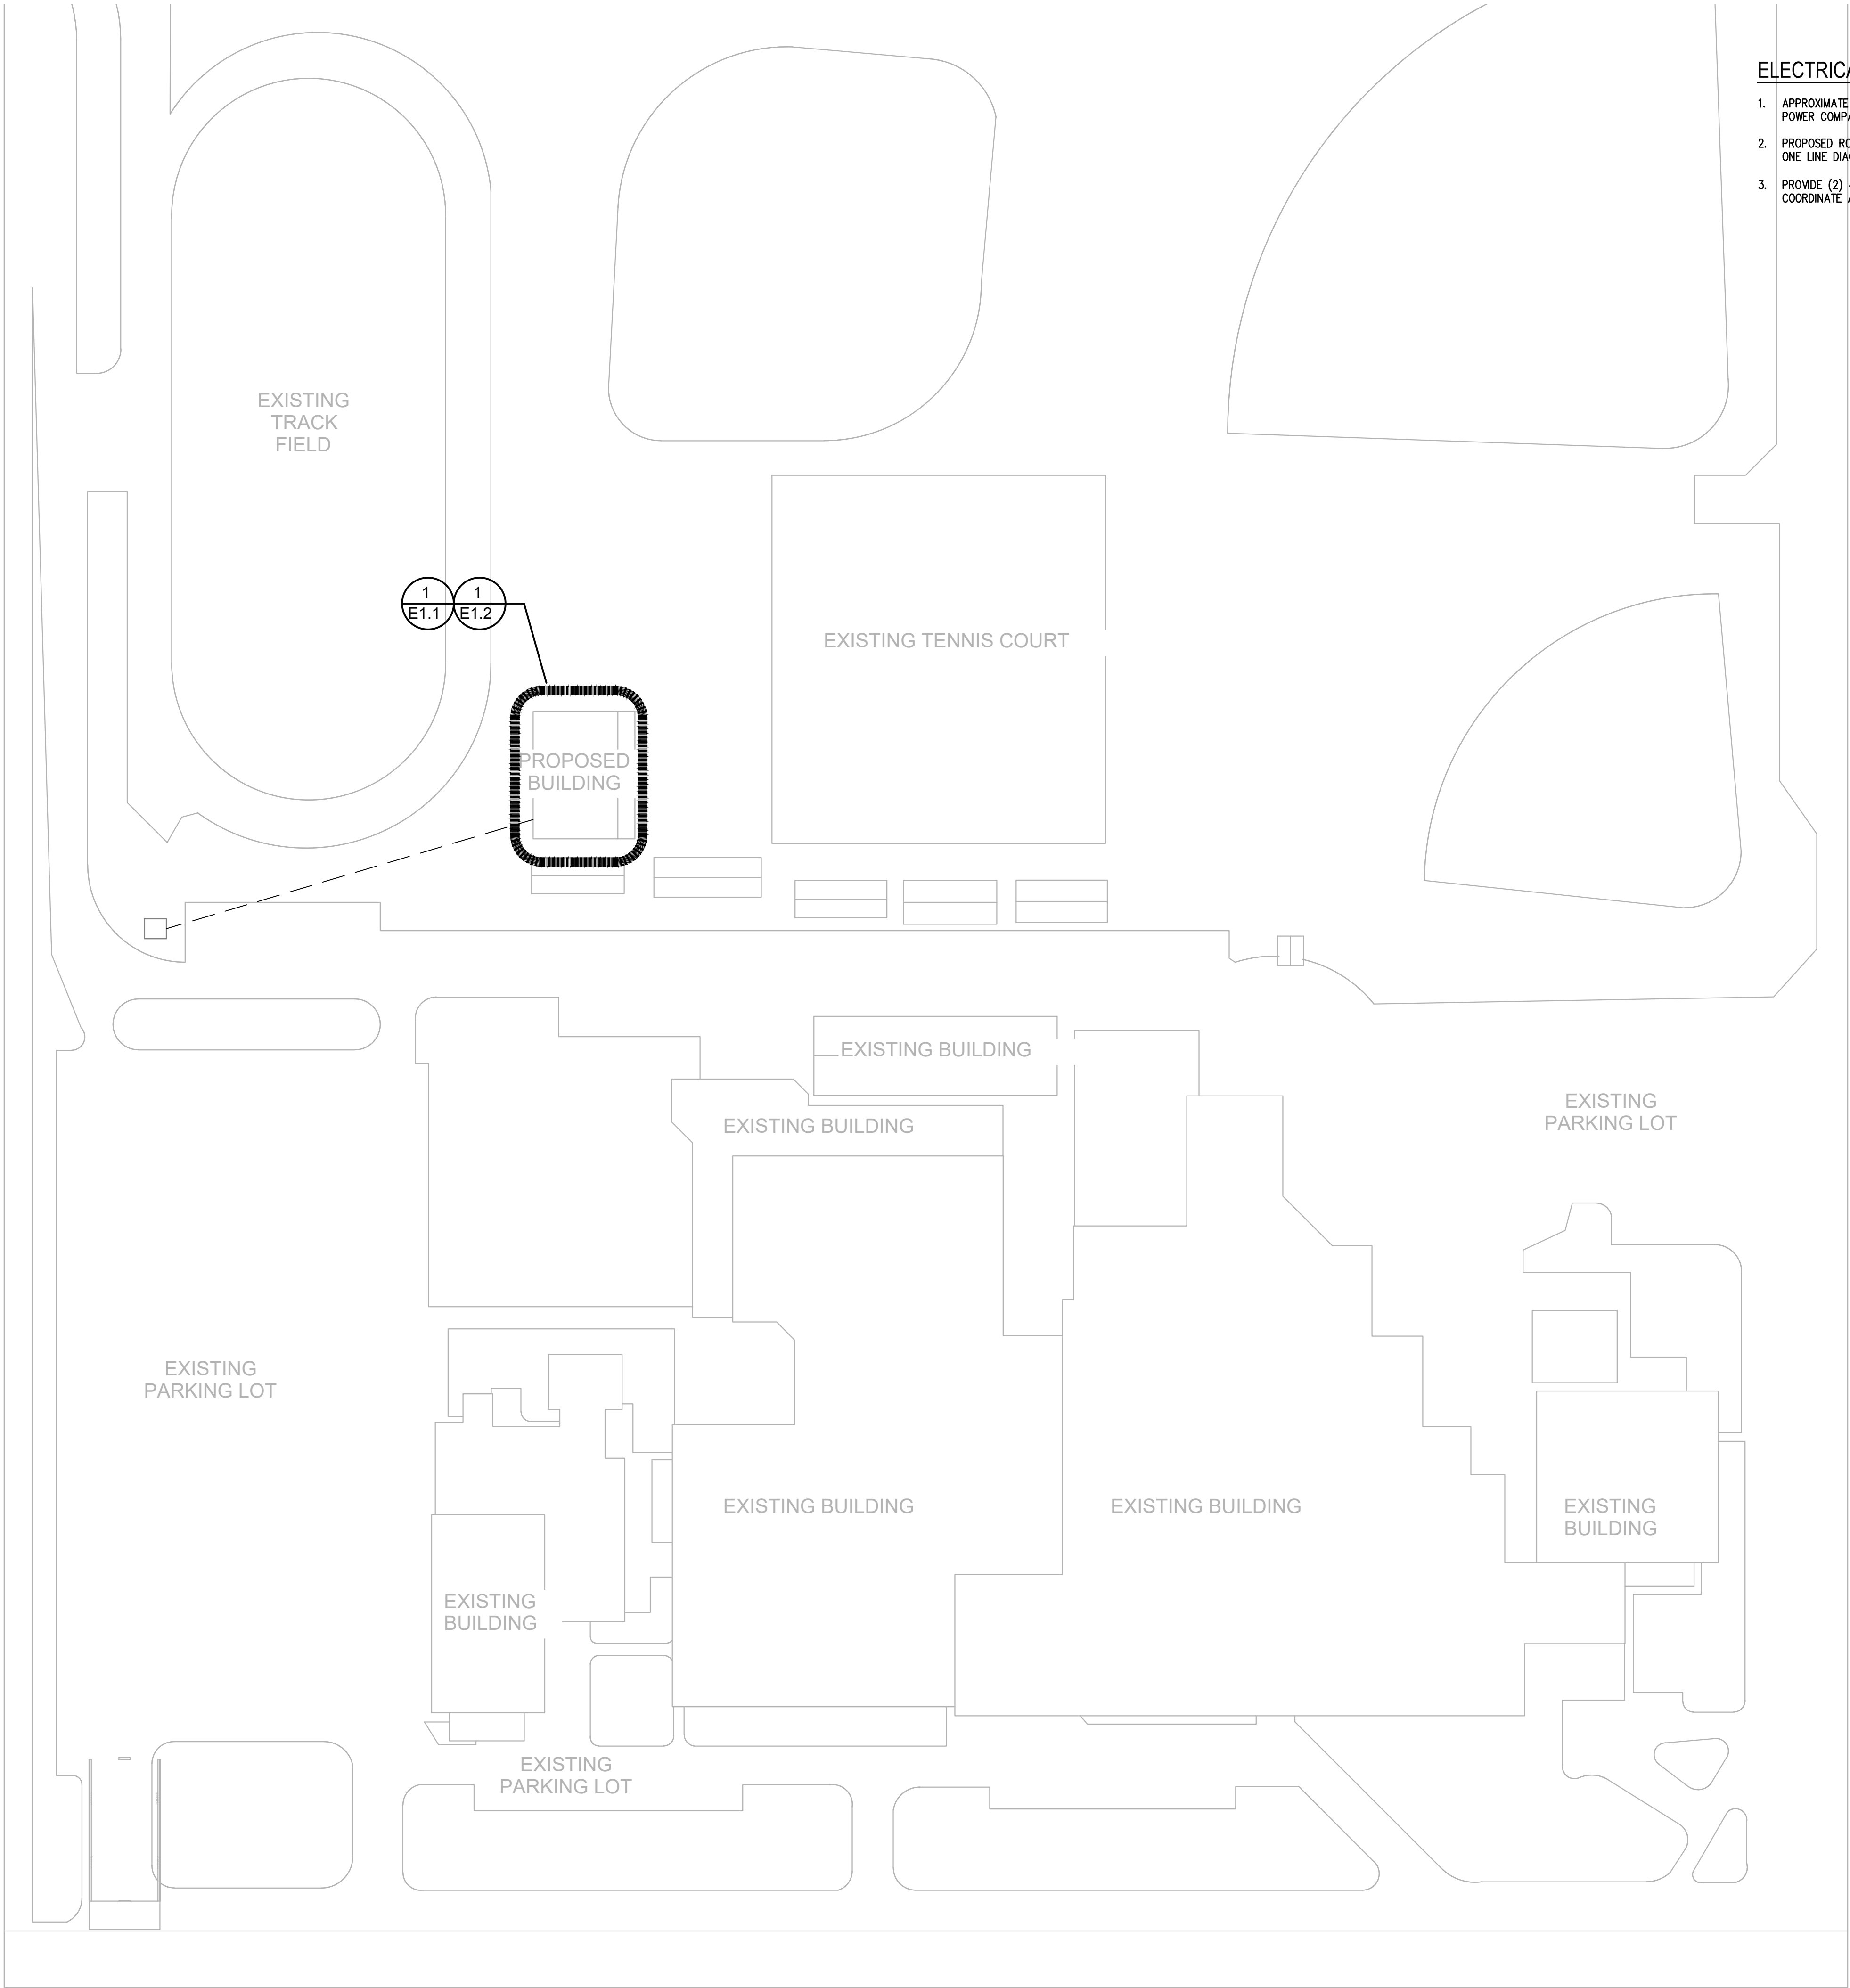 ELECTRICA
1. APPROXIMATE
POWER COMPA
2. PROPOSED RO
ONE LINE DIA
3. PROVIDE (2)
COORDINATE
EXISTING
TRACK
FIELD
1
E1.1
1
E1.2
EXISTING TENNIS COURT
PROPOSED
BUILDING
EXISTING BUILDING
EXISTING BUILDING
EXISTING
PARKING LOT
EXISTING
PARKING LOT
EXISTING BUILDING
EXISTING BUILDING
EXISTING
BUILDING
EXISTING
BUILDING
EXISTING
PARKING LOT